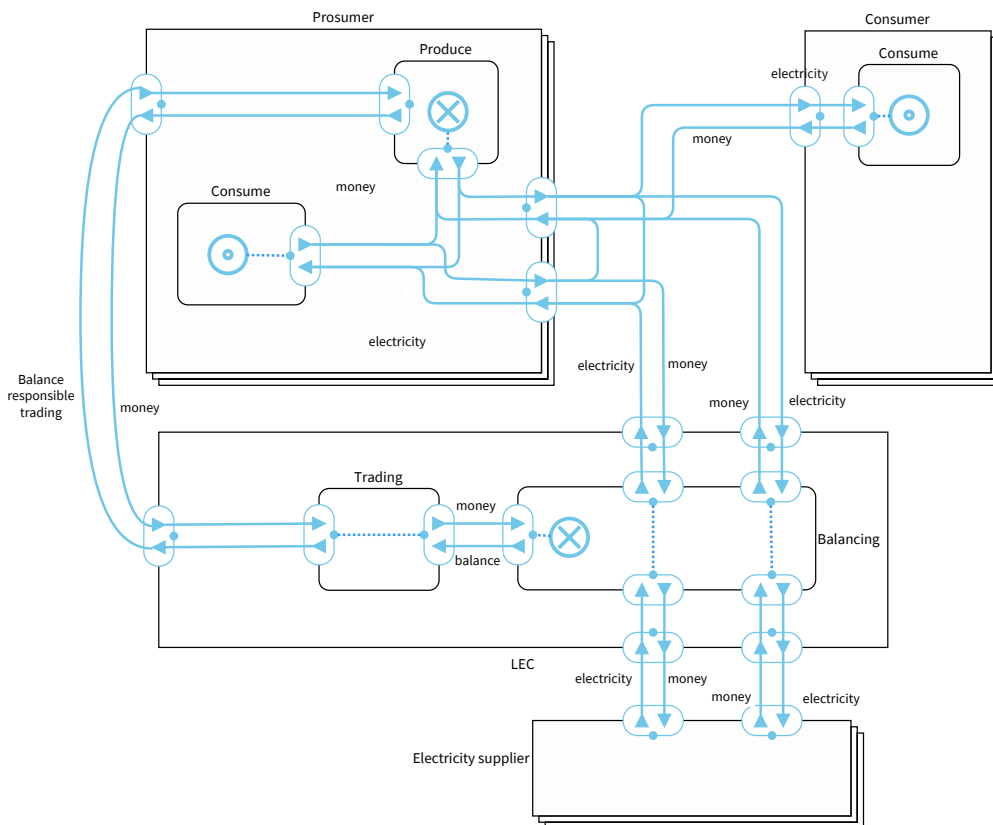 Prosumer
Consumer
Produce
Consume
electricity
money
money
Consume
electricity
electricity
money
Balance
responsible
trading
money
money
electricity
Trading
money
balance
Balancing
LEC
electricity
money
money
electricity
Electricity supplier